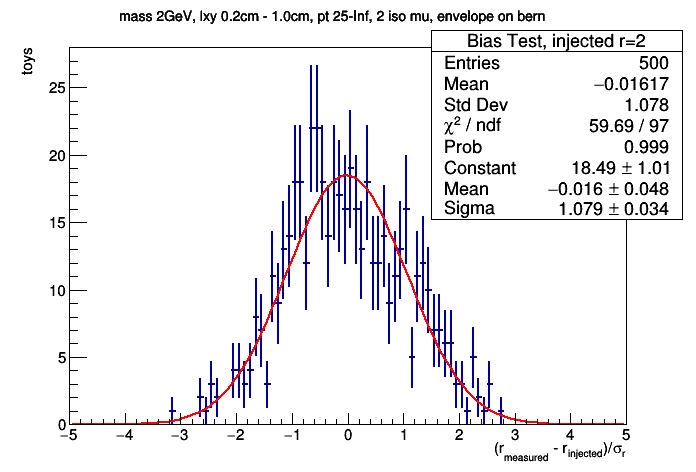 mass 2GeV, lxy 0.2cm - 1.0cm, pt 25-Inf, 2 iso mu, envelope on bern
toys
Bias Test, injected r=2
Entries 500
Mean −0.01617
Std Dev 1.078
χ² / ndf 59.69 / 97
Prob 0.999
Constant 18.49 ± 1.01
Mean −0.016 ± 0.048
Sigma 1.079 ± 0.034
25
20
15
10
5
0
−5 −4 −3 −2 −1 0 1 2 3 4 5
(r_measured - r_injected)/σ_r